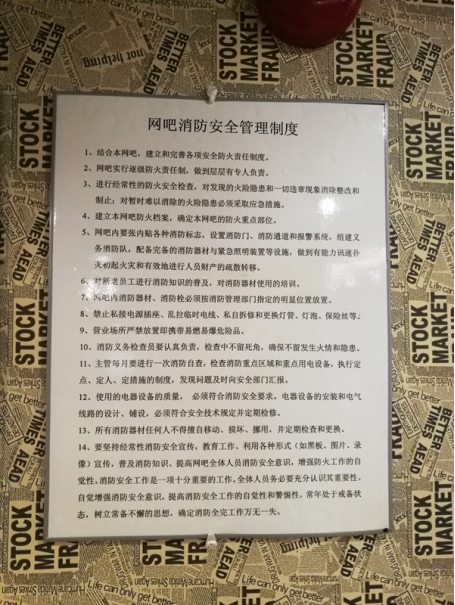 网吧消防安全管理制度
1、结合本网吧，建立和完善各项安全防火责任制度。
2、网吧实行逐级防火责任制，做到层层有专人负责。
3、进行经常性的防火安全检查，对发现的火险隐患和一切违章现象消除整改和
制止；对暂时难以消除的火险隐患必须采取应急措施。
4、建立本网吧防火档案，确定本网吧的防火重点部位。
5、网吧内要张内贴各种消防标志，设置消防门、消防通道和报警系统，组建义
务消防队，配备完备的消防器材与紧急照明装置等设施，做到有能力迅速扑
灭初起火灾和有效地进行人员财产的疏散转移。
6、对新老员工进行消防知识的普及，对消防器材使用的培训。
7、网吧内消防器材、消防栓必须按消防管理部门指定的明显位置放置。
8、禁止私接电源插座、乱拉临时电线、私自拆修和更换灯管、灯泡、保险丝等；
9、营业场所严禁放置即携带易燃易爆危险品。
10、消防义务检查员要认真负责，检查中不留死角，确保不留发生火情和隐患。
11、主管每月要进行一次消防自查，检查消防重点区域和重点用电设备，执行定
点、定人、定措施的制度，发现问题及时向安全部门汇报。
12、使用的电器设备的质量， 必须符合消防安全要求。电器设备的安装和电气
线路的设计、铺设，必须符合安全技术规定并定期检修。
13、所有消防器材任何人不得擅自移动、损坏、挪用，并定期检查和更换。
14、要坚持经常性消防安全宣传，教育工作、利用各种形式（如黑板、图片、录
像）宣传，普及消防知识、提高网吧全体人员消防安全意识，增强防火工作的自
觉性。消防安全工作是一项十分重要的工作，全体人员务必要充分认识其重要性。
自觉增强消防安全意识，提高消防安全工作的自觉性和警惕性，常年处于戒备状
态，树立常备不懈的思想，确定消防全完工作万无一失。
STOCK
MARKET
FRAUD
BETTER
TIMES AEAD
not helping
Life can only get better